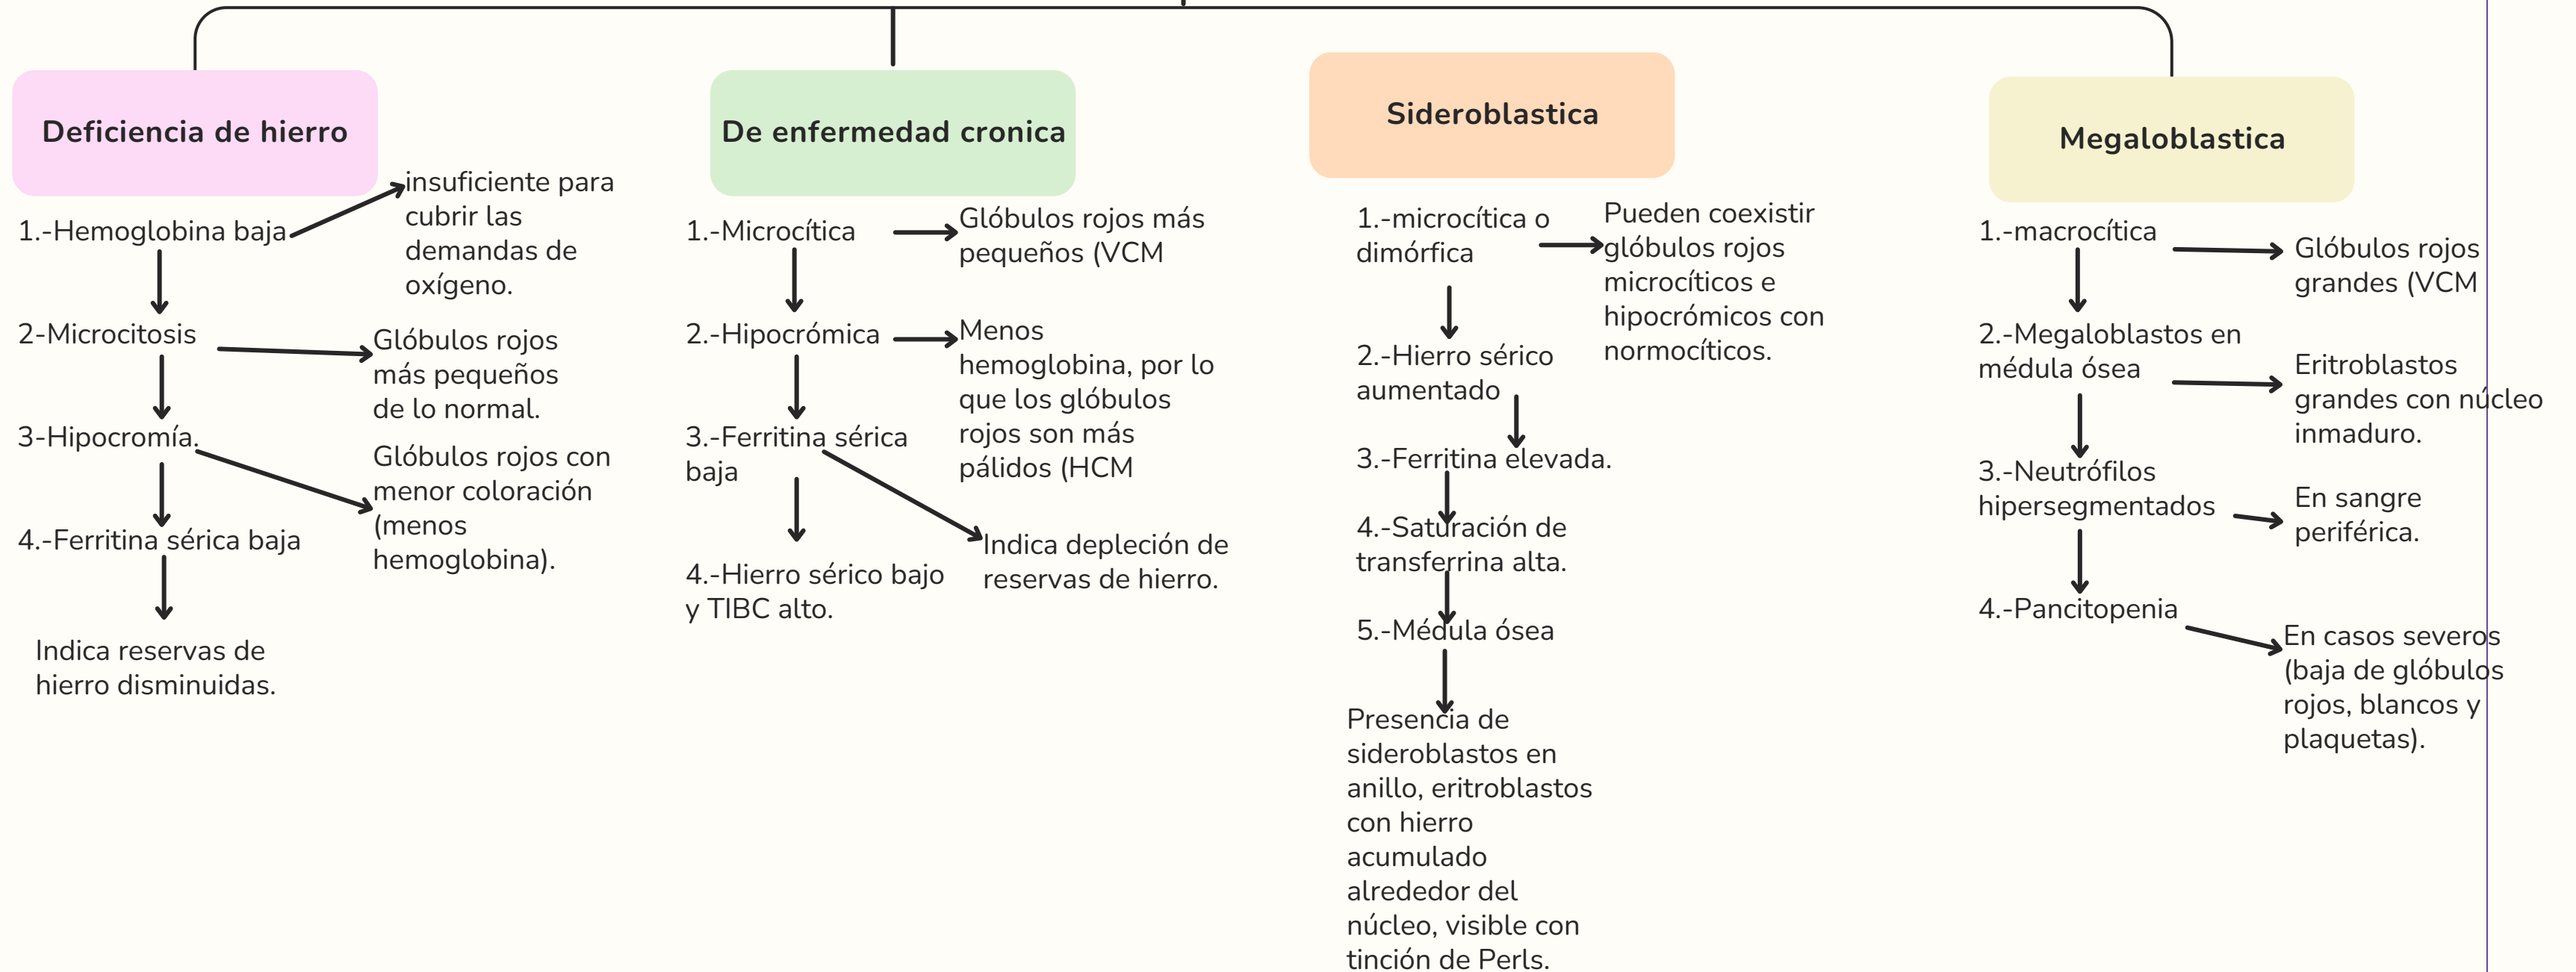 Deficiencia de hierro
1.-Hemoglobina baja
insuficiente para
cubrir las
demandas de
oxígeno.
2-Microcitosis
Glóbulos rojos
más pequeños
de lo normal.
3-Hipocromía.
Glóbulos rojos con
menor coloración
(menos
hemoglobina).
4.-Ferritina sérica baja
Indica reservas de
hierro disminuidas.
De enfermedad cronica
1.-Microcítica
Glóbulos rojos más
pequeños (VCM
2.-Hipocrómica
Menos
hemoglobina, por lo
que los glóbulos
rojos son más
pálidos (HCM
3.-Ferritina sérica
baja
Indica depleción de
reservas de hierro.
4.-Hierro sérico bajo
y TIBC alto.
Sideroblastica
1.-microcítica o
dimórfica
Pueden coexistir
glóbulos rojos
microcíticos e
hipocrómicos con
normocíticos.
2.-Hierro sérico
aumentado
3.-Ferritina elevada.
4.-Saturación de
transferrina alta.
5.-Médula ósea
Presencia de
sideroblastos en
anillo, eritroblastos
con hierro
acumulado
alrededor del
núcleo, visible con
tinción de Perls.
Megaloblastica
1.-macrocítica
Glóbulos rojos
grandes (VCM
2.-Megaloblastos en
médula ósea
Eritroblastos
grandes con núcleo
inmaduro.
3.-Neutrófilos
hipersegmentados
En sangre
periférica.
4.-Pancitopenia
En casos severos
(baja de glóbulos
rojos, blancos y
plaquetas).